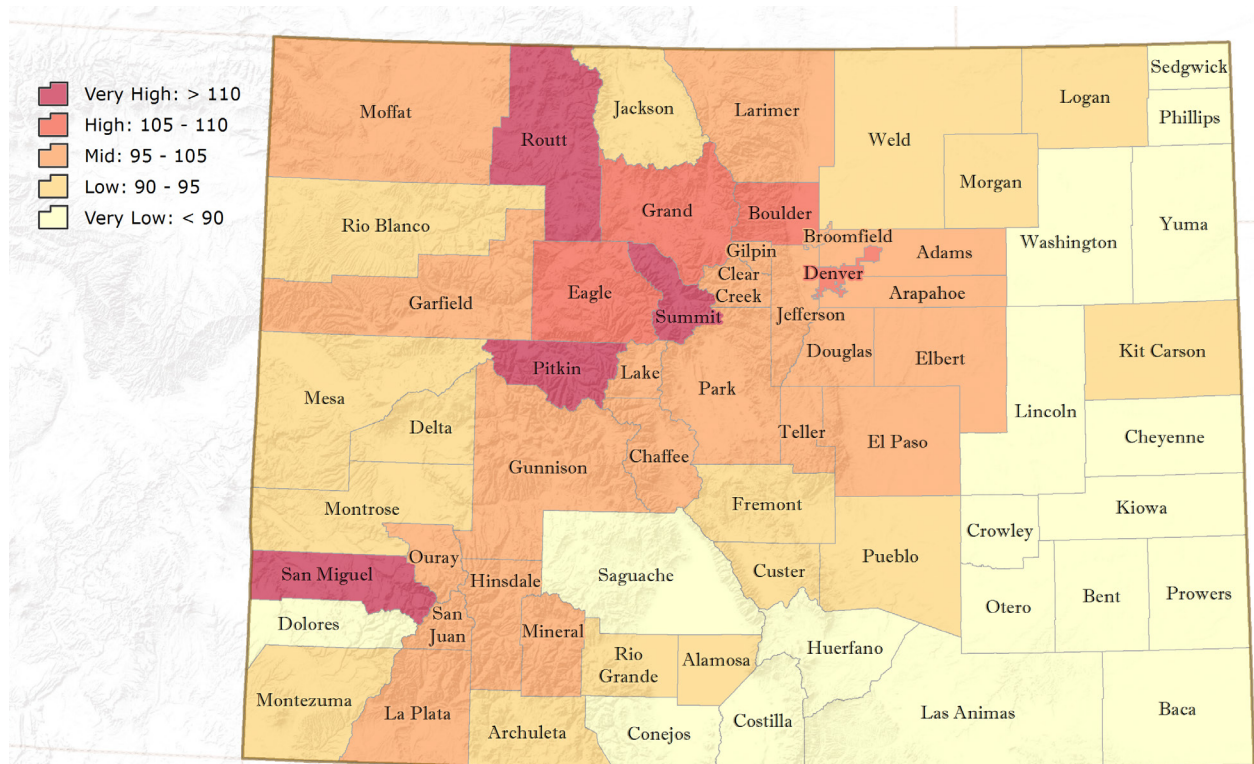 Very High: > 110
High: 105 - 110
Mid: 95 - 105
Low: 90 - 95
Very Low: < 90
Moffat
Routt
Jackson
Larimer
Weld
Logan
Sedgwick
Phillips
Morgan
Rio Blanco
Grand
Boulder
Broomfield
Washington
Yuma
Gilpin
Adams
Clear
Creek
Denver
Arapahoe
Garfield
Eagle
Summit
Jefferson
Douglas
Elbert
Kit Carson
Pitkin
Lake
Park
Mesa
Delta
Lincoln
Cheyenne
Teller
El Paso
Gunnison
Chaffee
Montrose
Fremont
Kiowa
Crowley
Pueblo
Ouray
San Miguel
Hinsdale
Saguache
Custer
Otero
Bent
Prowers
Dolores
San
Juan
Mineral
Huerfano
Rio
Grande
Alamosa
Montezuma
La Plata
Archuleta
Conejos
Costilla
Las Animas
Baca